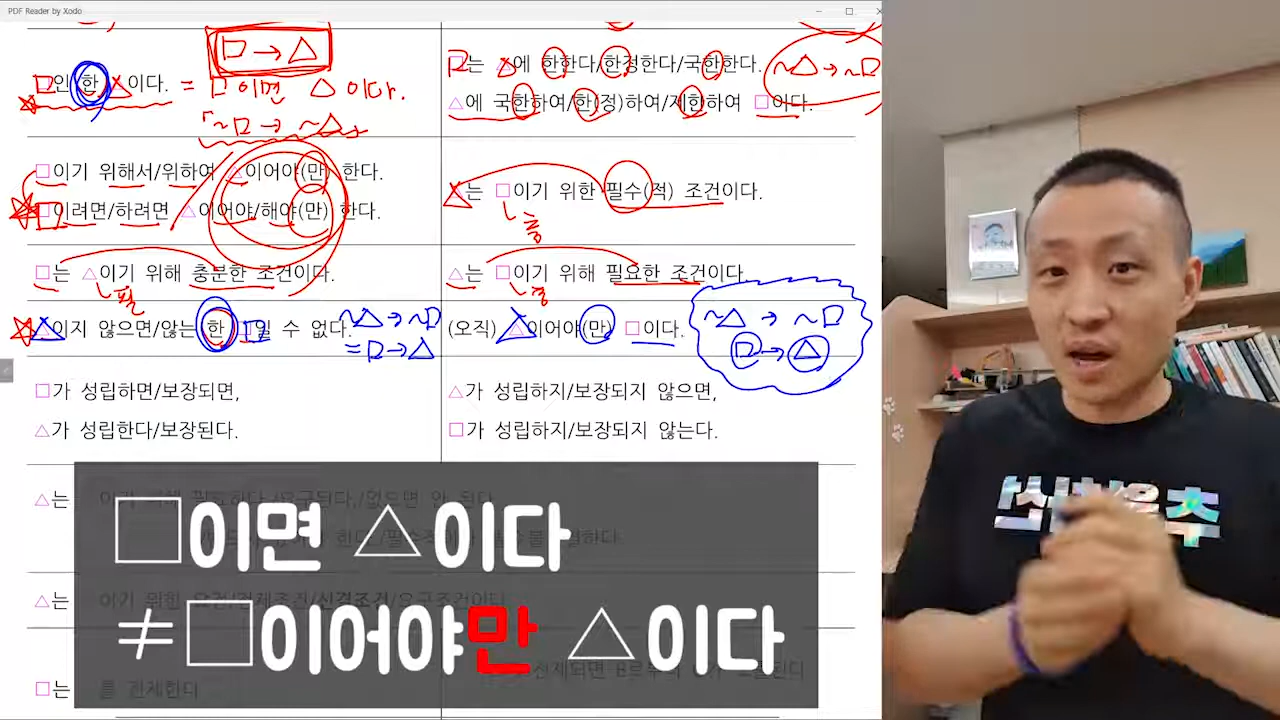 PDF Reader by Xodo
□ → △
□인 한 △이다. = □이면 △이다.
~□ → ~△
□는 △에 한한다/한정한다/국한한다.
~△→~□
△에 국한하여/한(정)하여/제한하여 □이다.
□이기 위해서/위하여 △이어야(만) 한다.
□이려면/하려면 △이어야/해야(만) 한다.
△는 □이기 위한 필수(적) 조건이다.
충
□는 △이기 위해 충분한 조건이다.
필
△는 □이기 위해 필요한 조건이다.
충
△이지 않으면/않는 한 □일 수 없다.
~△→~□
=□→△
(오직) △이어야(만) □이다.
~△ → ~□
□→△
□가 성립하면/보장되면,
△가 성립한다/보장된다.
△가 성립하지/보장되지 않으면,
□가 성립하지/보장되지 않는다.
△는
△는
□는
를 전제한다
□이면 △이다
≠□이어야만 △이다